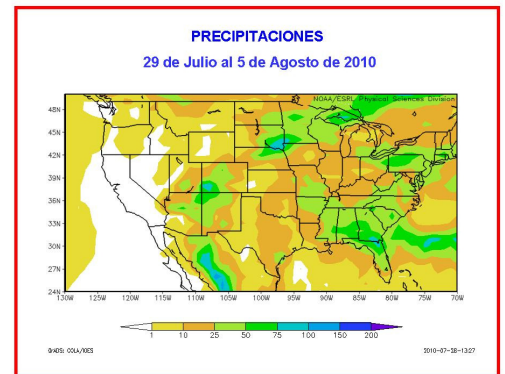 PRECIPITACIONES
29 de Julio al 5 de Agosto de 2010
NOAA/ESRL Physical Sciences Division
48N
45N
42N
39N
36N
33N
30N
27N
24N
130W 125W 120W 115W 110W 105W 100W 95W 90W 85W 80W 75W 70W
1 10 25 50 75 100 150 200
GrADS: COLA/IGES 2010-07-28-13:27